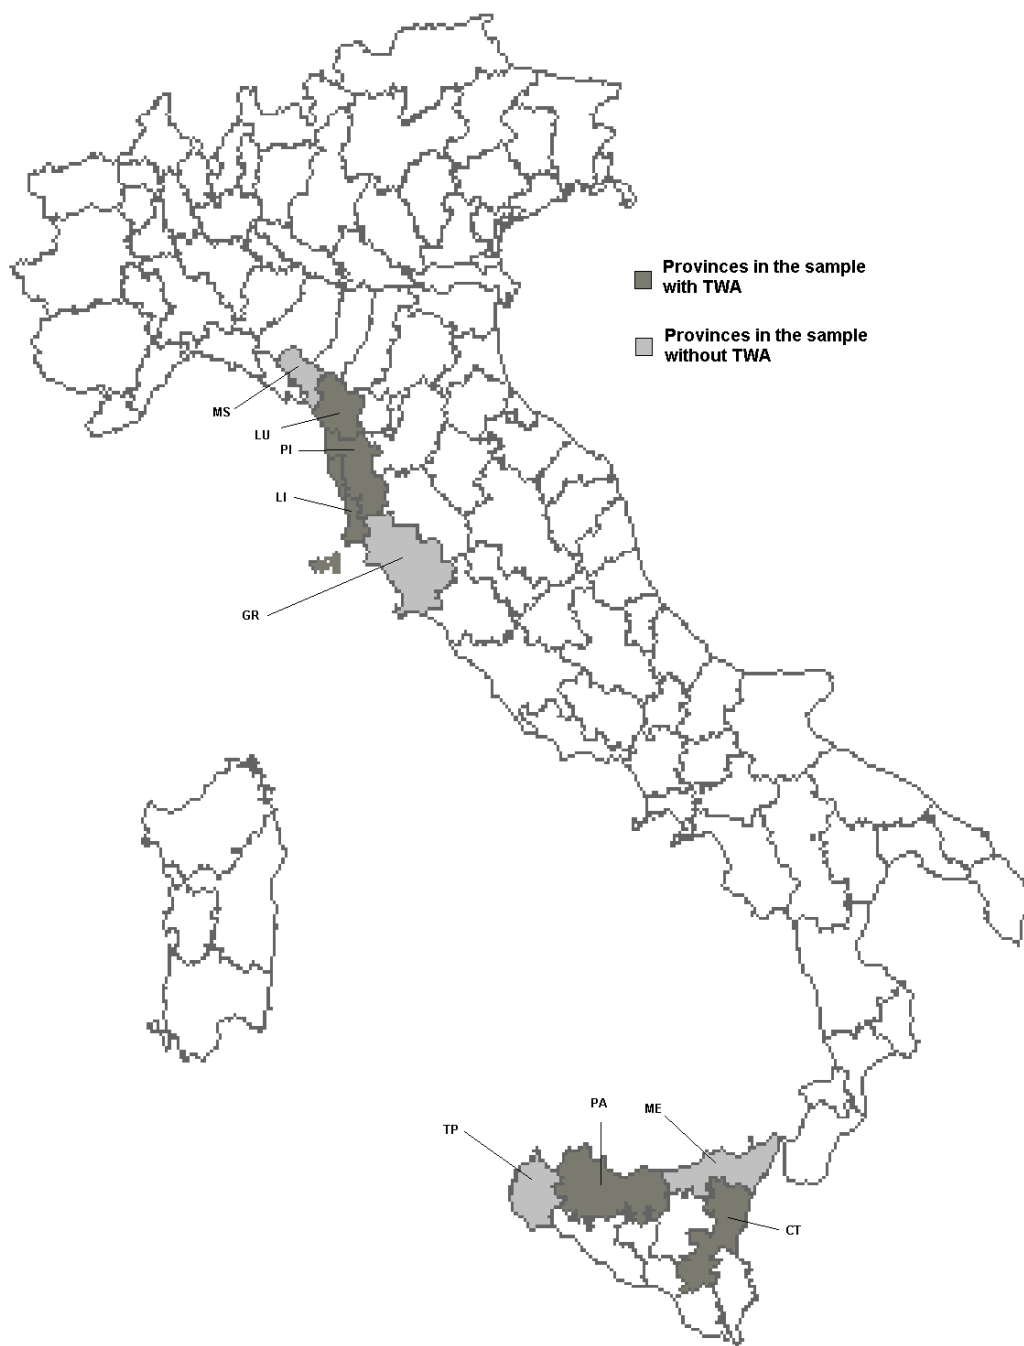 Provinces in the sample
with TWA
Provinces in the sample
without TWA
MS
LU
PI
LI
GR
PA
ME
TP
CT